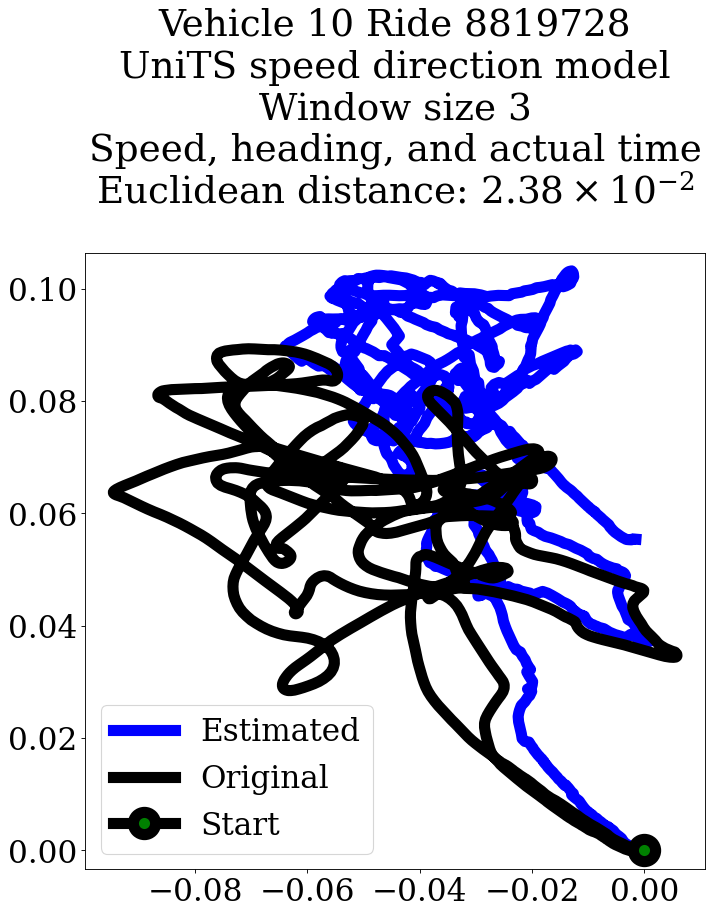 Vehicle 10 Ride 8819728
UniTS speed direction model
Window size 3
Speed, heading, and actual time
Euclidean distance: 2.38 × 10⁻²
0.10
0.08
0.06
0.04
0.02
0.00
Estimated
Original
Start
−0.08 −0.06 −0.04 −0.02 0.00